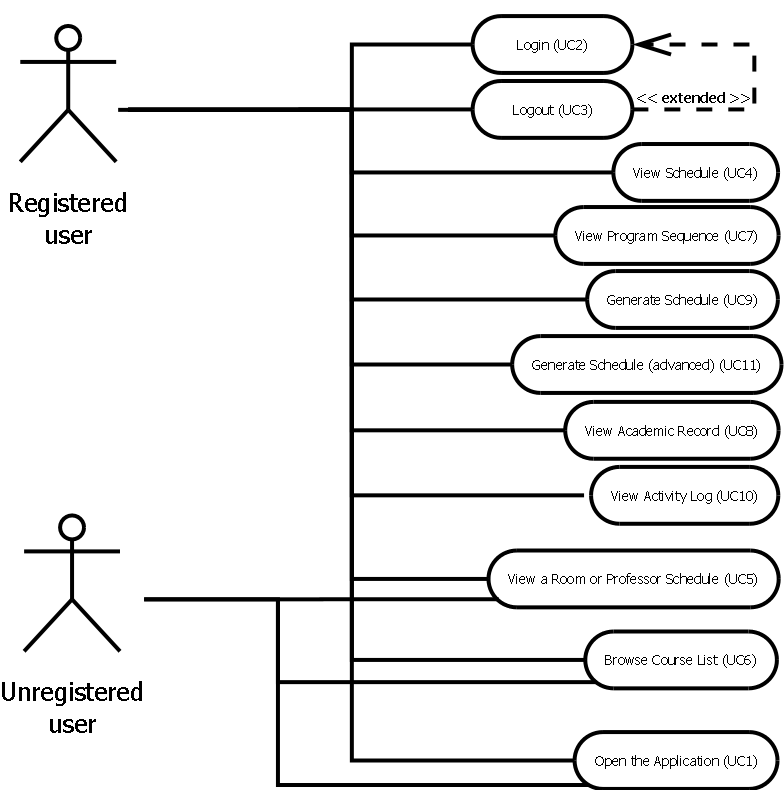 Login (UC2)
<< extended >>
Logout (UC3)
Registered
user
View Schedule (UC4)
View Program Sequence (UC7)
Generate Schedule (UC9)
Generate Schedule (advanced) (UC11)
View Academic Record (UC8)
View Activity Log (UC10)
View a Room or Professor Schedule (UC5)
Unregistered
user
Browse Course List (UC6)
Open the Application (UC1)